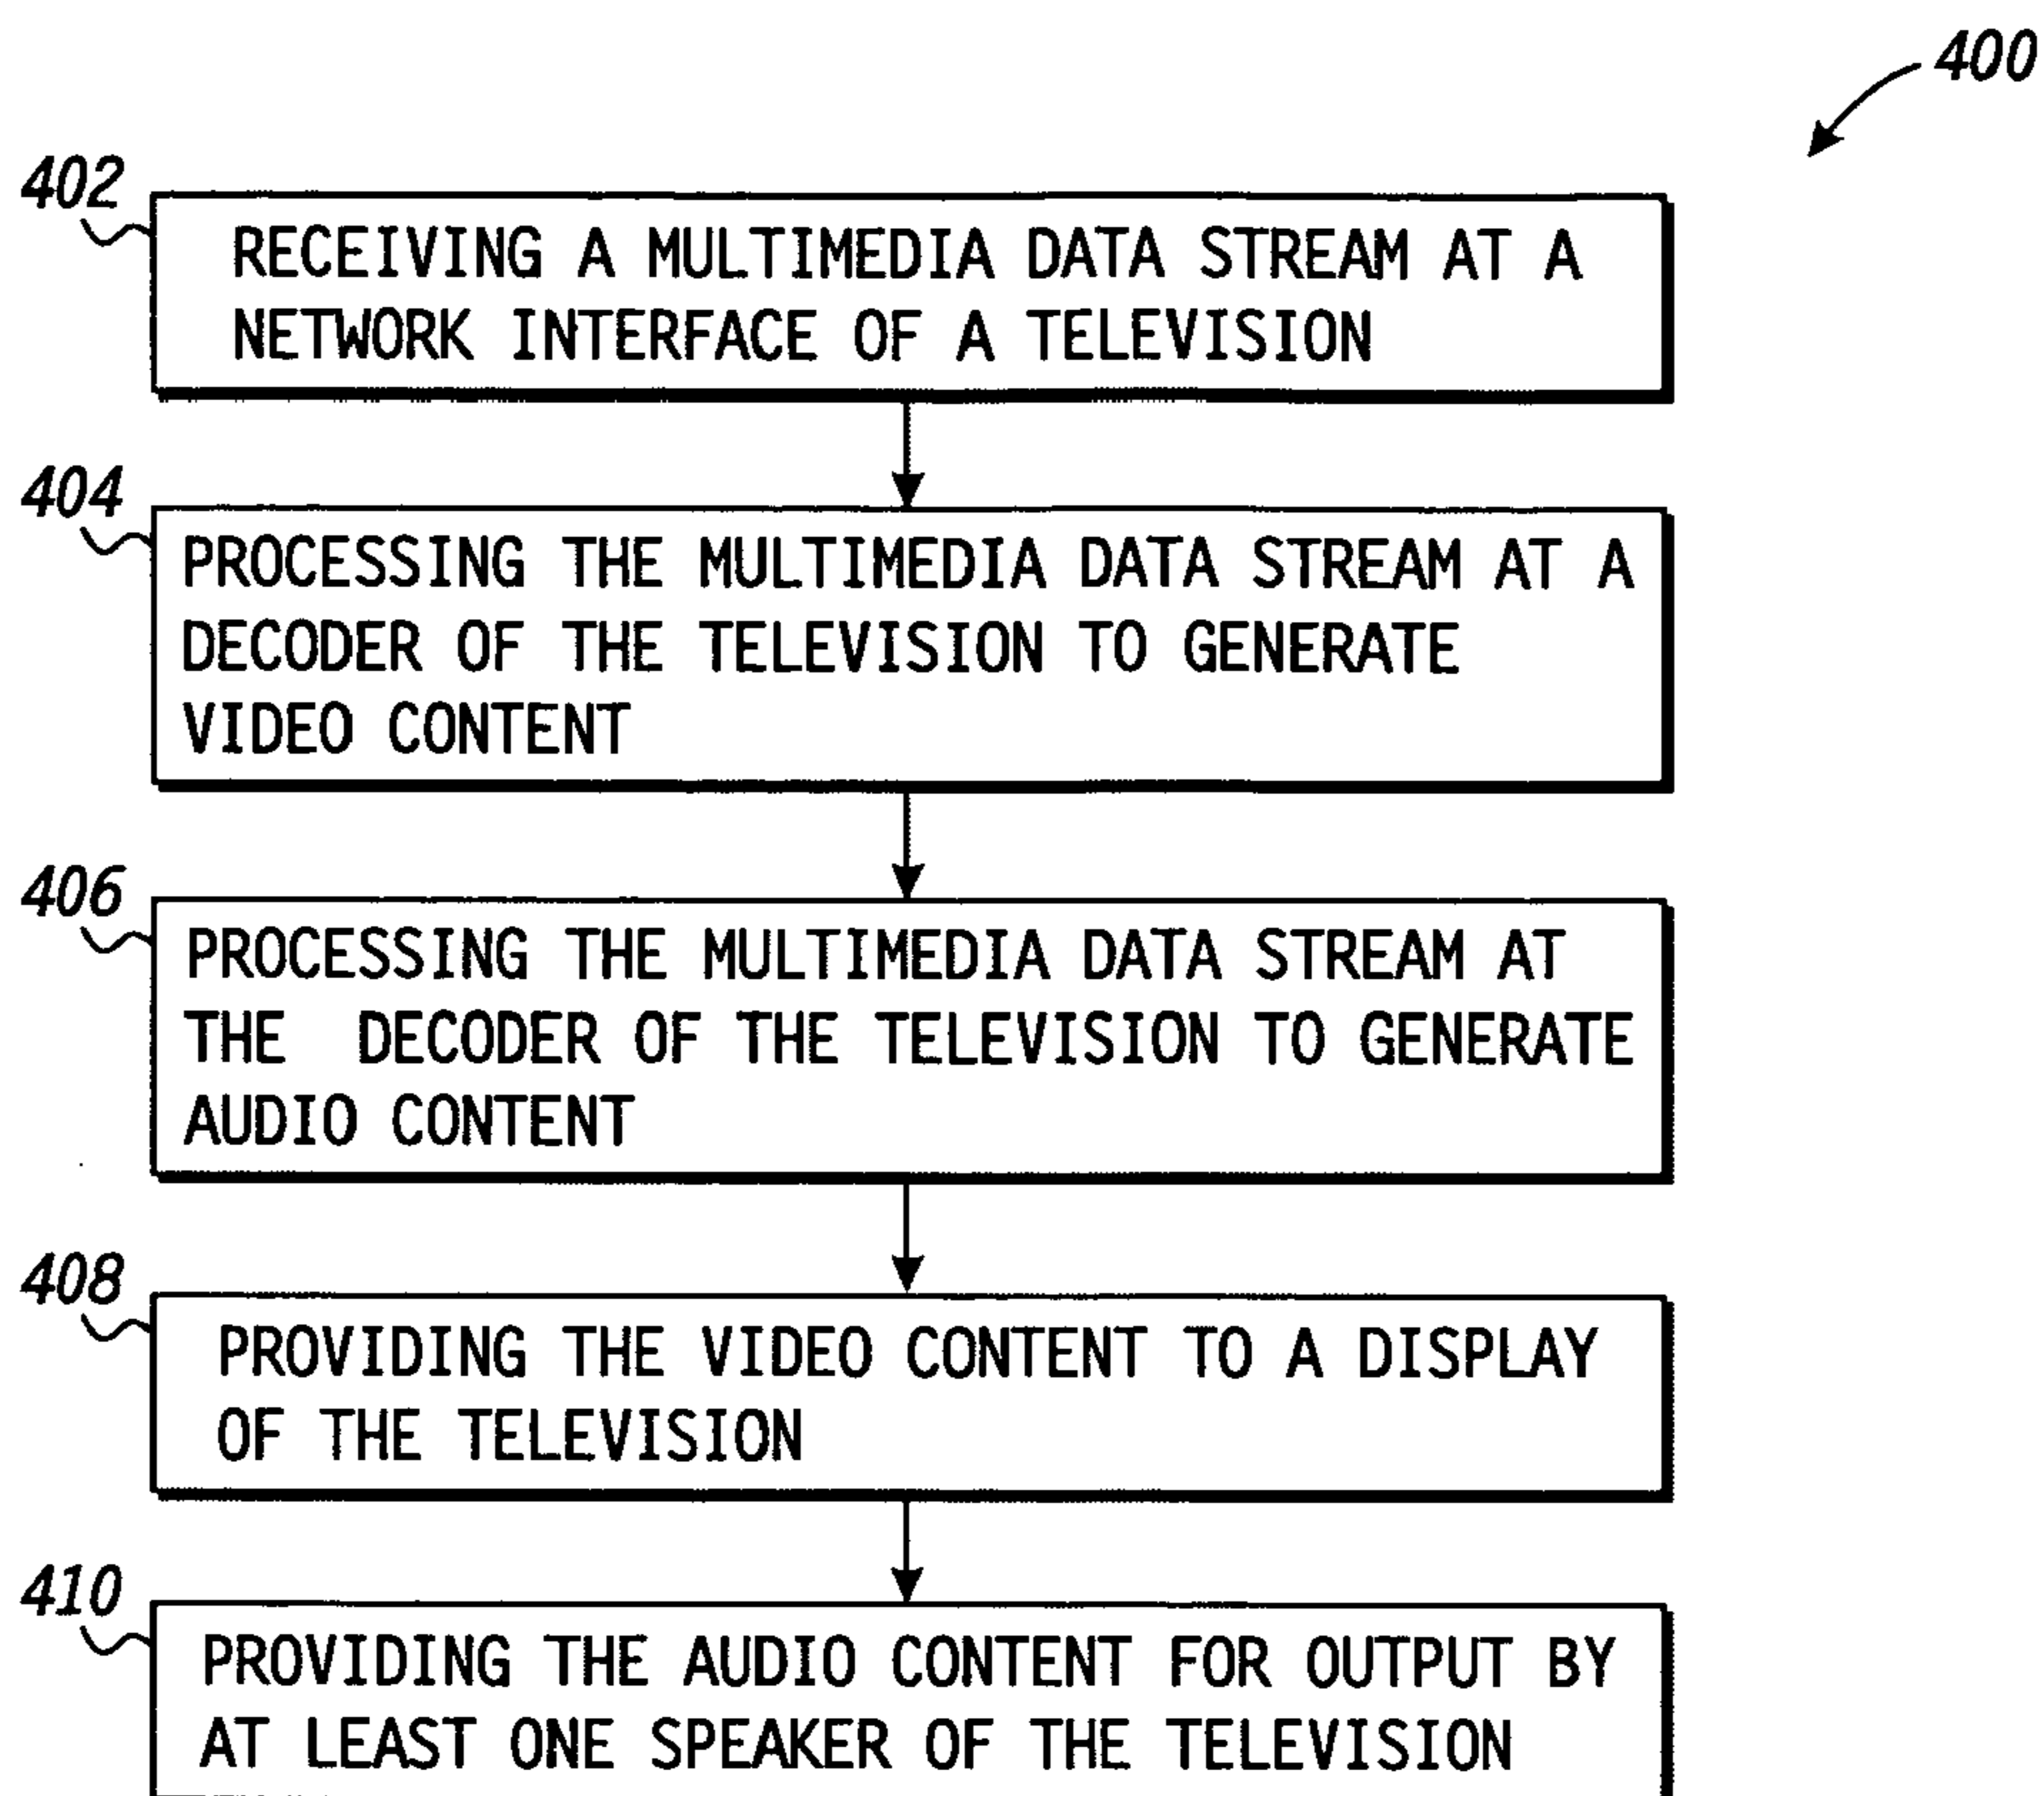 400
402
RECEIVING A MULTIMEDIA DATA STREAM AT A
NETWORK INTERFACE OF A TELEVISION
404
PROCESSING THE MULTIMEDIA DATA STREAM AT A
DECODER OF THE TELEVISION TO GENERATE
VIDEO CONTENT
406
PROCESSING THE MULTIMEDIA DATA STREAM AT
THE DECODER OF THE TELEVISION TO GENERATE
AUDIO CONTENT
408
PROVIDING THE VIDEO CONTENT TO A DISPLAY
OF THE TELEVISION
410
PROVIDING THE AUDIO CONTENT FOR OUTPUT BY
AT LEAST ONE SPEAKER OF THE TELEVISION